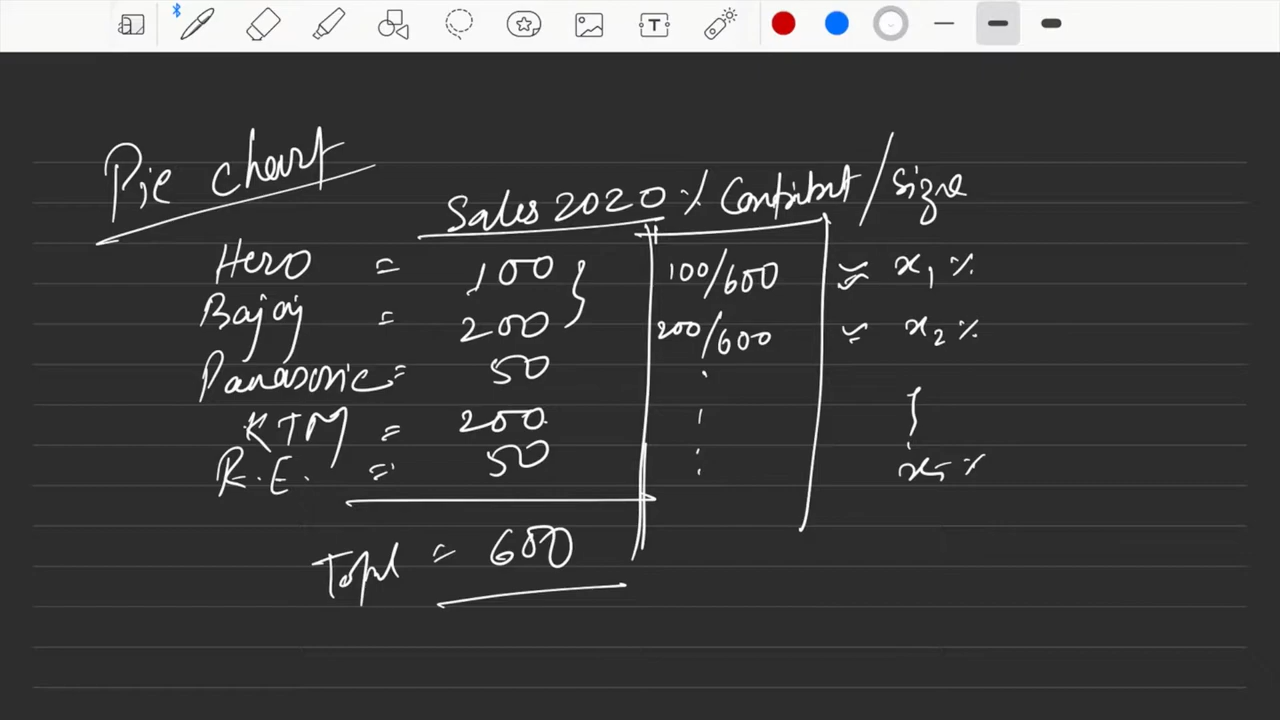 Pie chart
Sales 2020 % Contribut / Size
Hero = 100 100/600 ≈ x1 %
Bajaj = 200 200/600 ≈ x2 %
Panasonic = 50
KTM = 200
R.E. = 50 x5 %
Total = 600